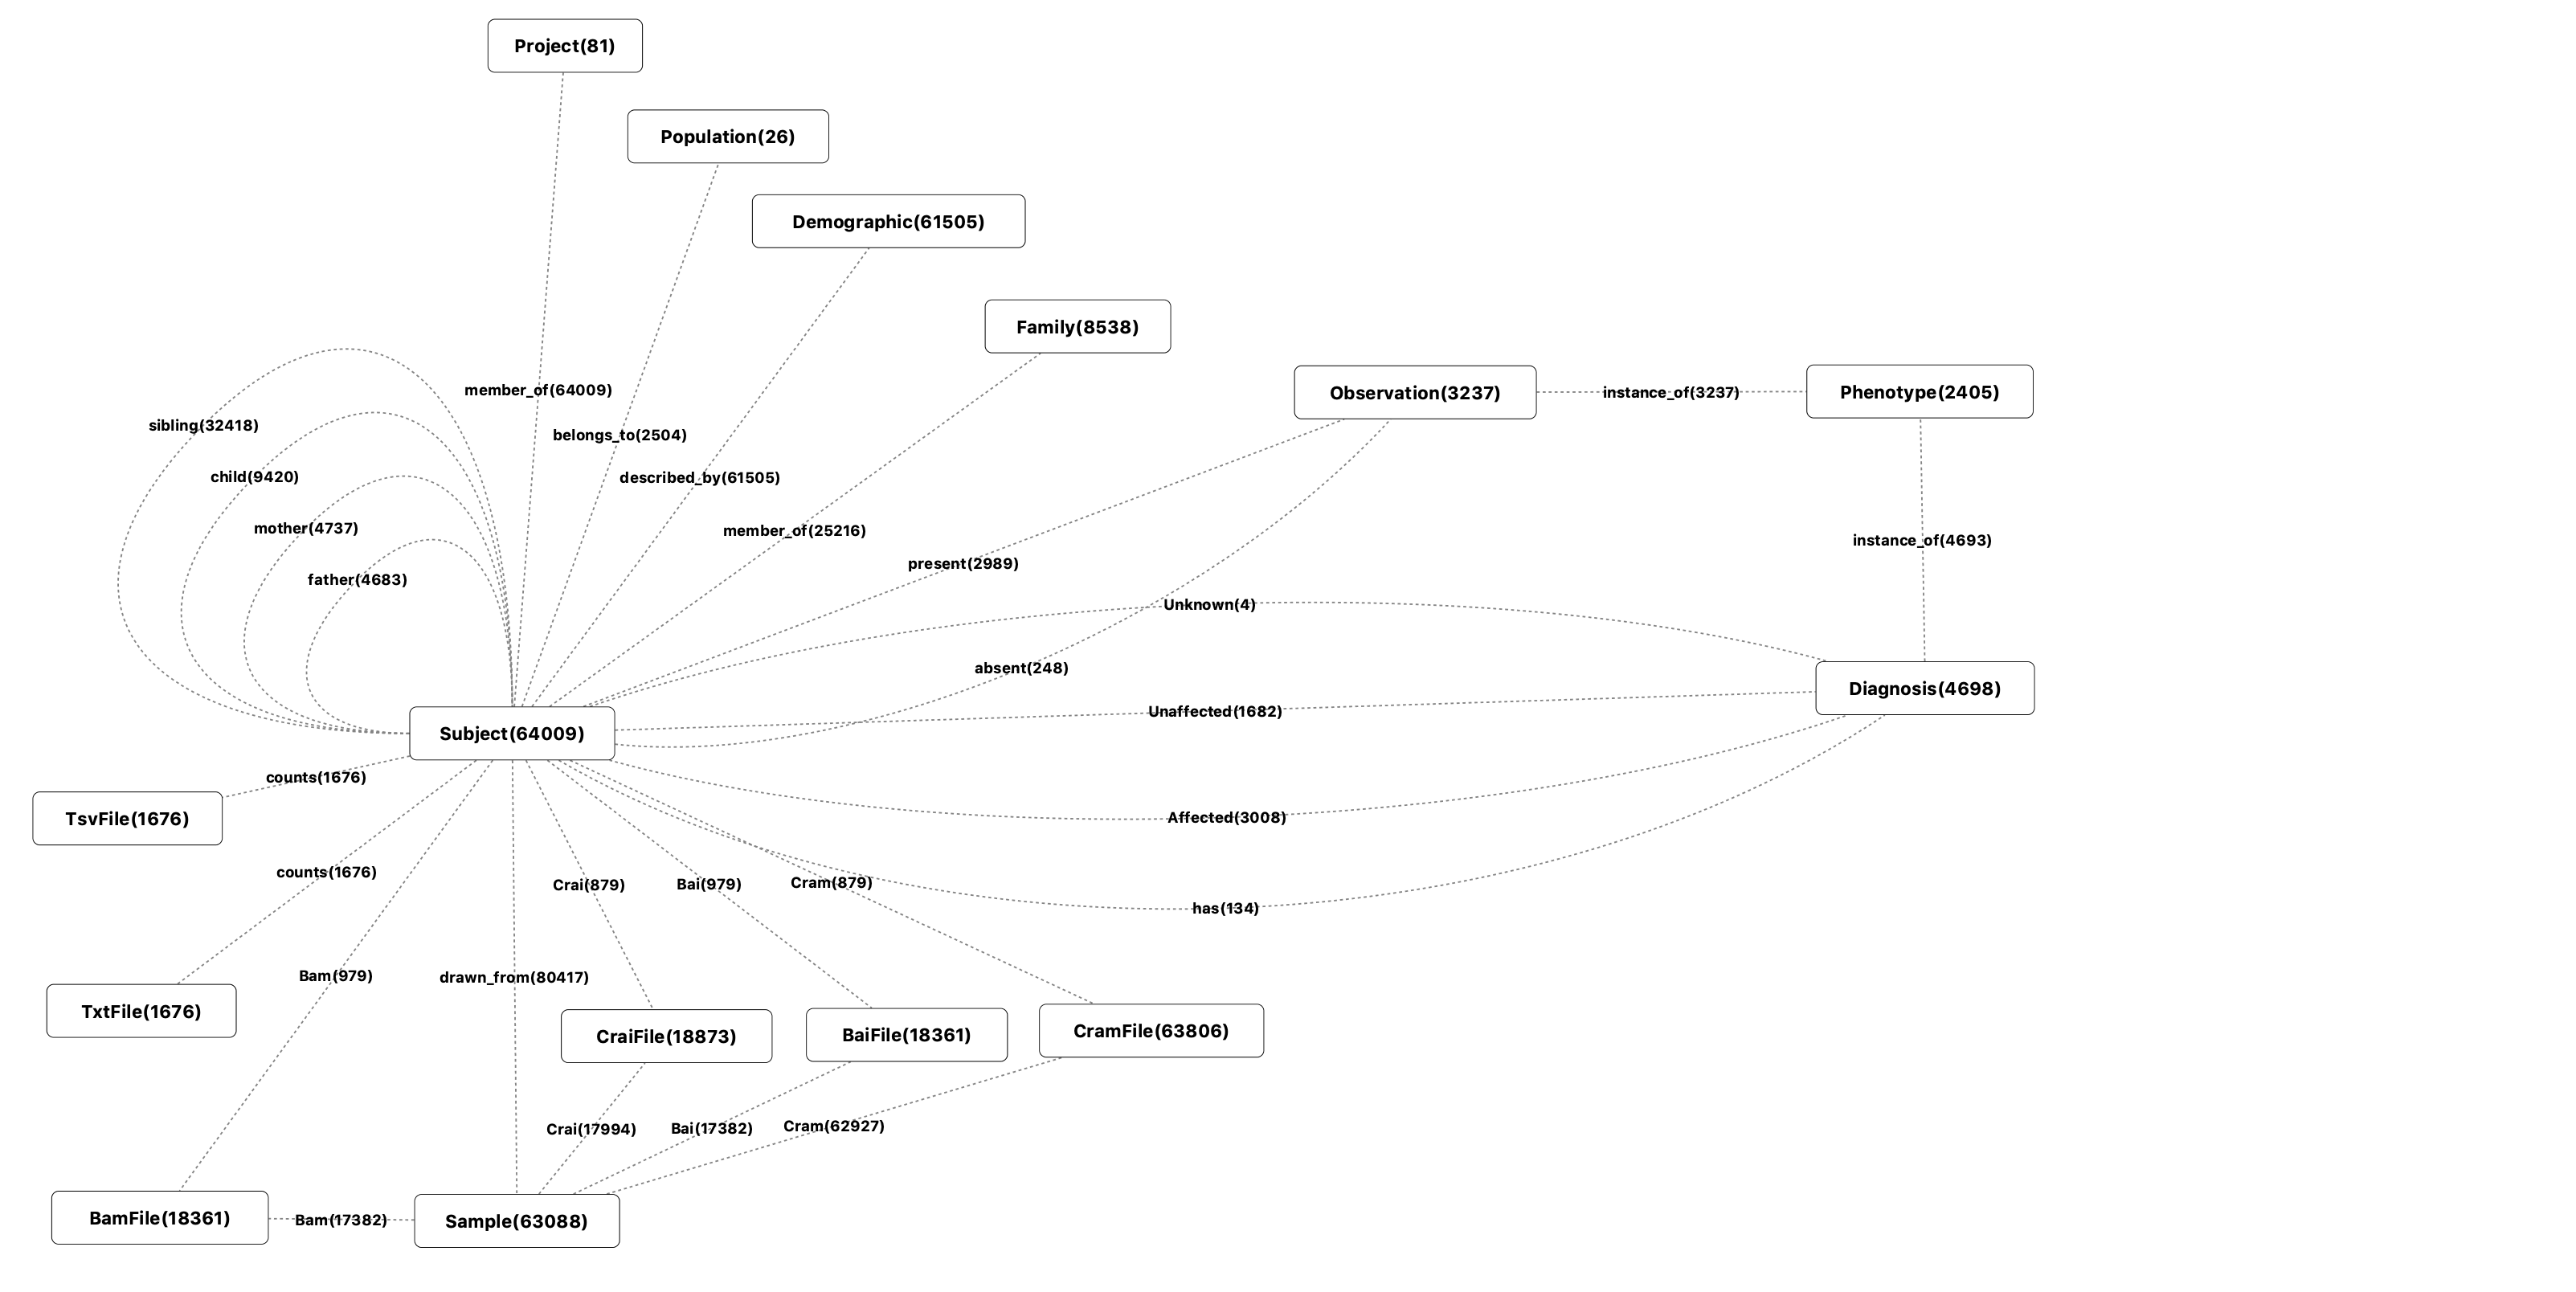 Project(81)
Population(26)
Demographic(61505)
Family(8538)
Observation(3237)
instance_of(3237)
Phenotype(2405)
member_of(64009)
sibling(32418)
belongs_to(2504)
child(9420)
described_by(61505)
mother(4737)
member_of(25216)
instance_of(4693)
present(2989)
father(4683)
Unknown(4)
absent(248)
Diagnosis(4698)
Unaffected(1682)
Subject(64009)
counts(1676)
TsvFile(1676)
Affected(3008)
counts(1676)
Crai(879)
Bai(979)
Cram(879)
has(134)
Bam(979)
drawn_from(80417)
TxtFile(1676)
CraiFile(18873)
BaiFile(18361)
CramFile(63806)
Crai(17994)
Bai(17382)
Cram(62927)
BamFile(18361)
Bam(17382)
Sample(63088)